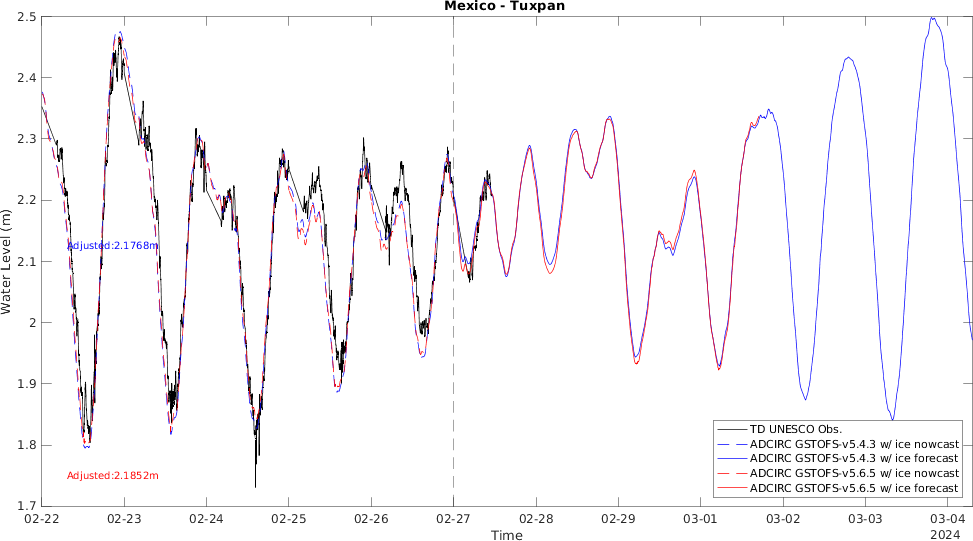 Mexico - Tuxpan
2.5
2.4
2.3
2.2
2.1
2
1.9
1.8
1.7
Water Level (m)
Adjusted:2.1768m
Adjusted:2.1852m
TD UNESCO Obs.
ADCIRC GSTOFS-v5.4.3 w/ ice nowcast
ADCIRC GSTOFS-v5.4.3 w/ ice forecast
ADCIRC GSTOFS-v5.6.5 w/ ice nowcast
ADCIRC GSTOFS-v5.6.5 w/ ice forecast
02-22 02-23 02-24 02-25 02-26 02-27 02-28 02-29 03-01 03-02 03-03 03-04
Time
2024